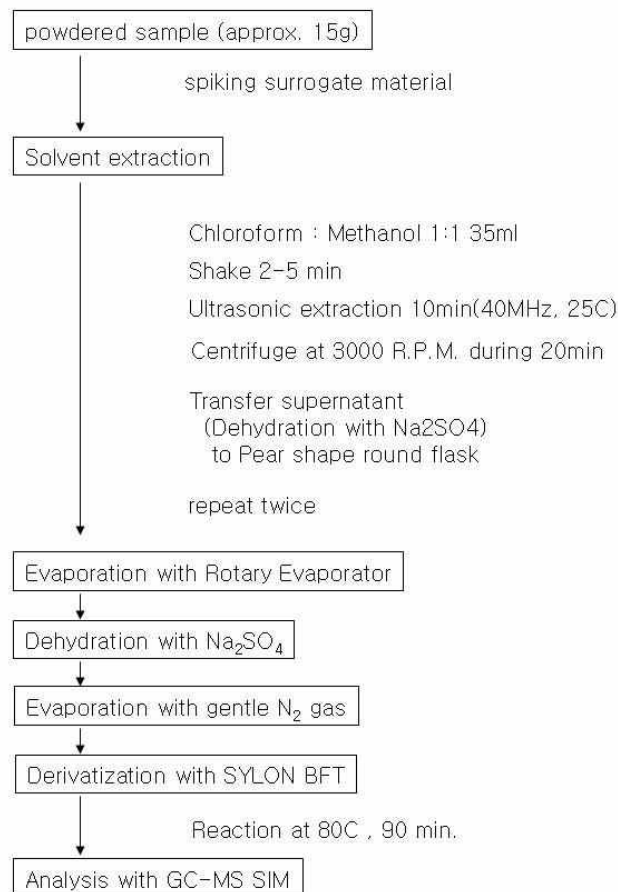 powdered sample (approx. 15g)
spiking surrogate material
Solvent extraction
Chloroform : Methanol 1:1 35ml
Shake 2-5 min
Ultrasonic extraction 10min(40MHz, 25C)
Centrifuge at 3000 R.P.M. during 20min
Transfer supernatant
(Dehydration with Na2SO4)
to Pear shape round flask
repeat twice
Evaporation with Rotary Evaporator
Dehydration with Na₂SO₄
Evaporation with gentle N₂ gas
Derivatization with SYLON BFT
Reaction at 80C , 90 min.
Analysis with GC-MS SIM